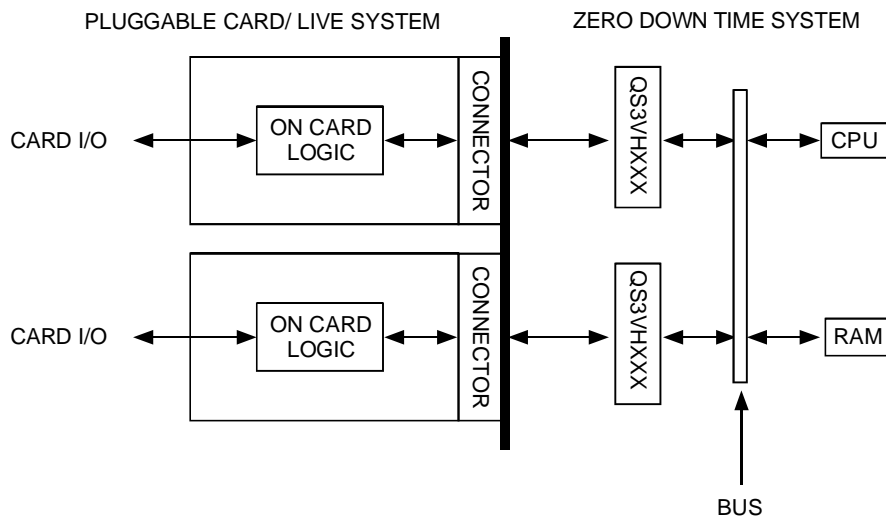 PLUGGABLE CARD/ LIVE SYSTEM
ZERO DOWN TIME SYSTEM
CARD I/O
ON CARD
LOGIC
CONNECTOR
QS3VHXXX
CPU
CARD I/O
ON CARD
LOGIC
CONNECTOR
QS3VHXXX
RAM
BUS